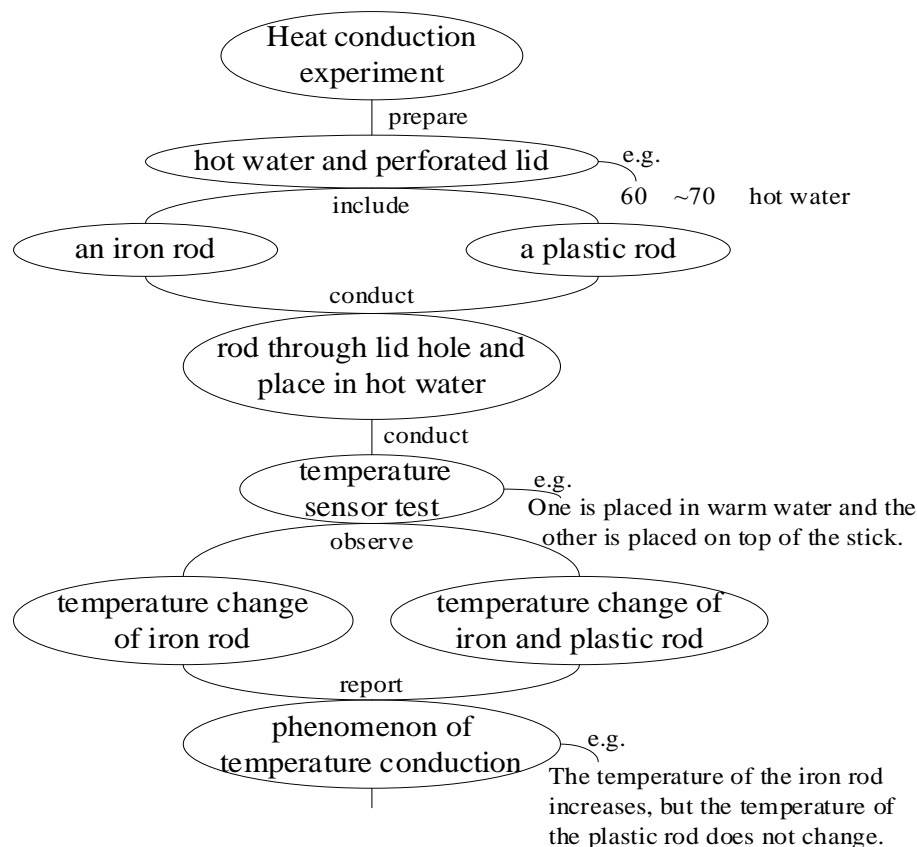 Heat conduction
experiment
prepare
hot water and perforated lid
e.g.
60 ~70 hot water
include
an iron rod
a plastic rod
conduct
rod through lid hole and
place in hot water
conduct
temperature
sensor test
e.g.
One is placed in warm water and the
other is placed on top of the stick.
observe
temperature change
of iron rod
temperature change of
iron and plastic rod
report
phenomenon of
temperature conduction
e.g.
The temperature of the iron rod
increases, but the temperature of
the plastic rod does not change.